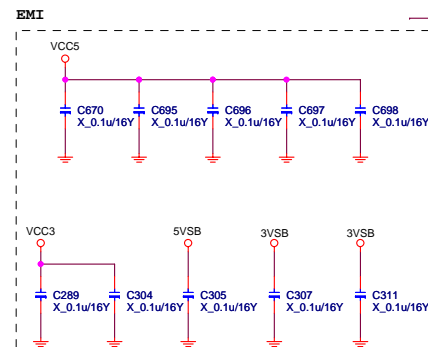 EMI
VCC5
C670 C695 C696 C697 C698
X_0.1u/16Y X_0.1u/16Y X_0.1u/16Y X_0.1u/16Y X_0.1u/16Y
VCC3 5VSB 3VSB 3VSB
C289 C304 C305 C307 C311
X_0.1u/16Y X_0.1u/16Y X_0.1u/16Y X_0.1u/16Y X_0.1u/16Y